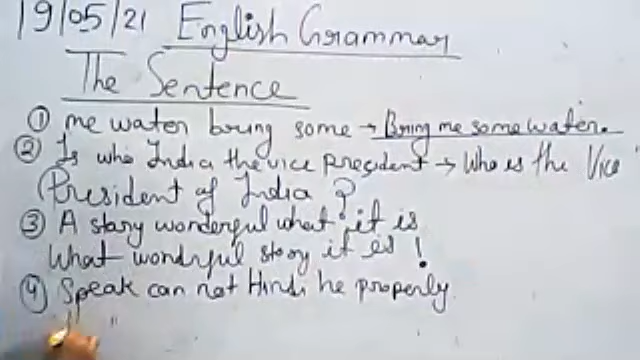 19/05/21 English Grammar
The Sentence
① me water bring some → Bring me some water.
② Is who India the vice president → Who is the Vice
President of India ?
③ A story wonderful what it is
What wondrful story it is !
④ Speak can not Hindi he properly.